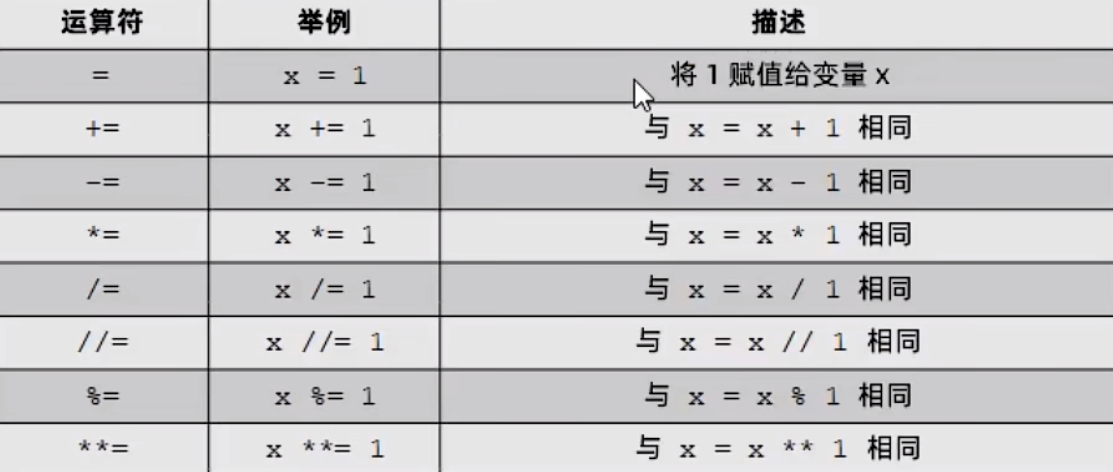 运算符 举例 描述
= x = 1 将 1 赋值给变量 x
+= x += 1 与 x = x + 1 相同
-= x -= 1 与 x = x - 1 相同
*= x *= 1 与 x = x * 1 相同
/= x /= 1 与 x = x / 1 相同
//= x //= 1 与 x = x // 1 相同
%= x %= 1 与 x = x % 1 相同
**= x **= 1 与 x = x ** 1 相同